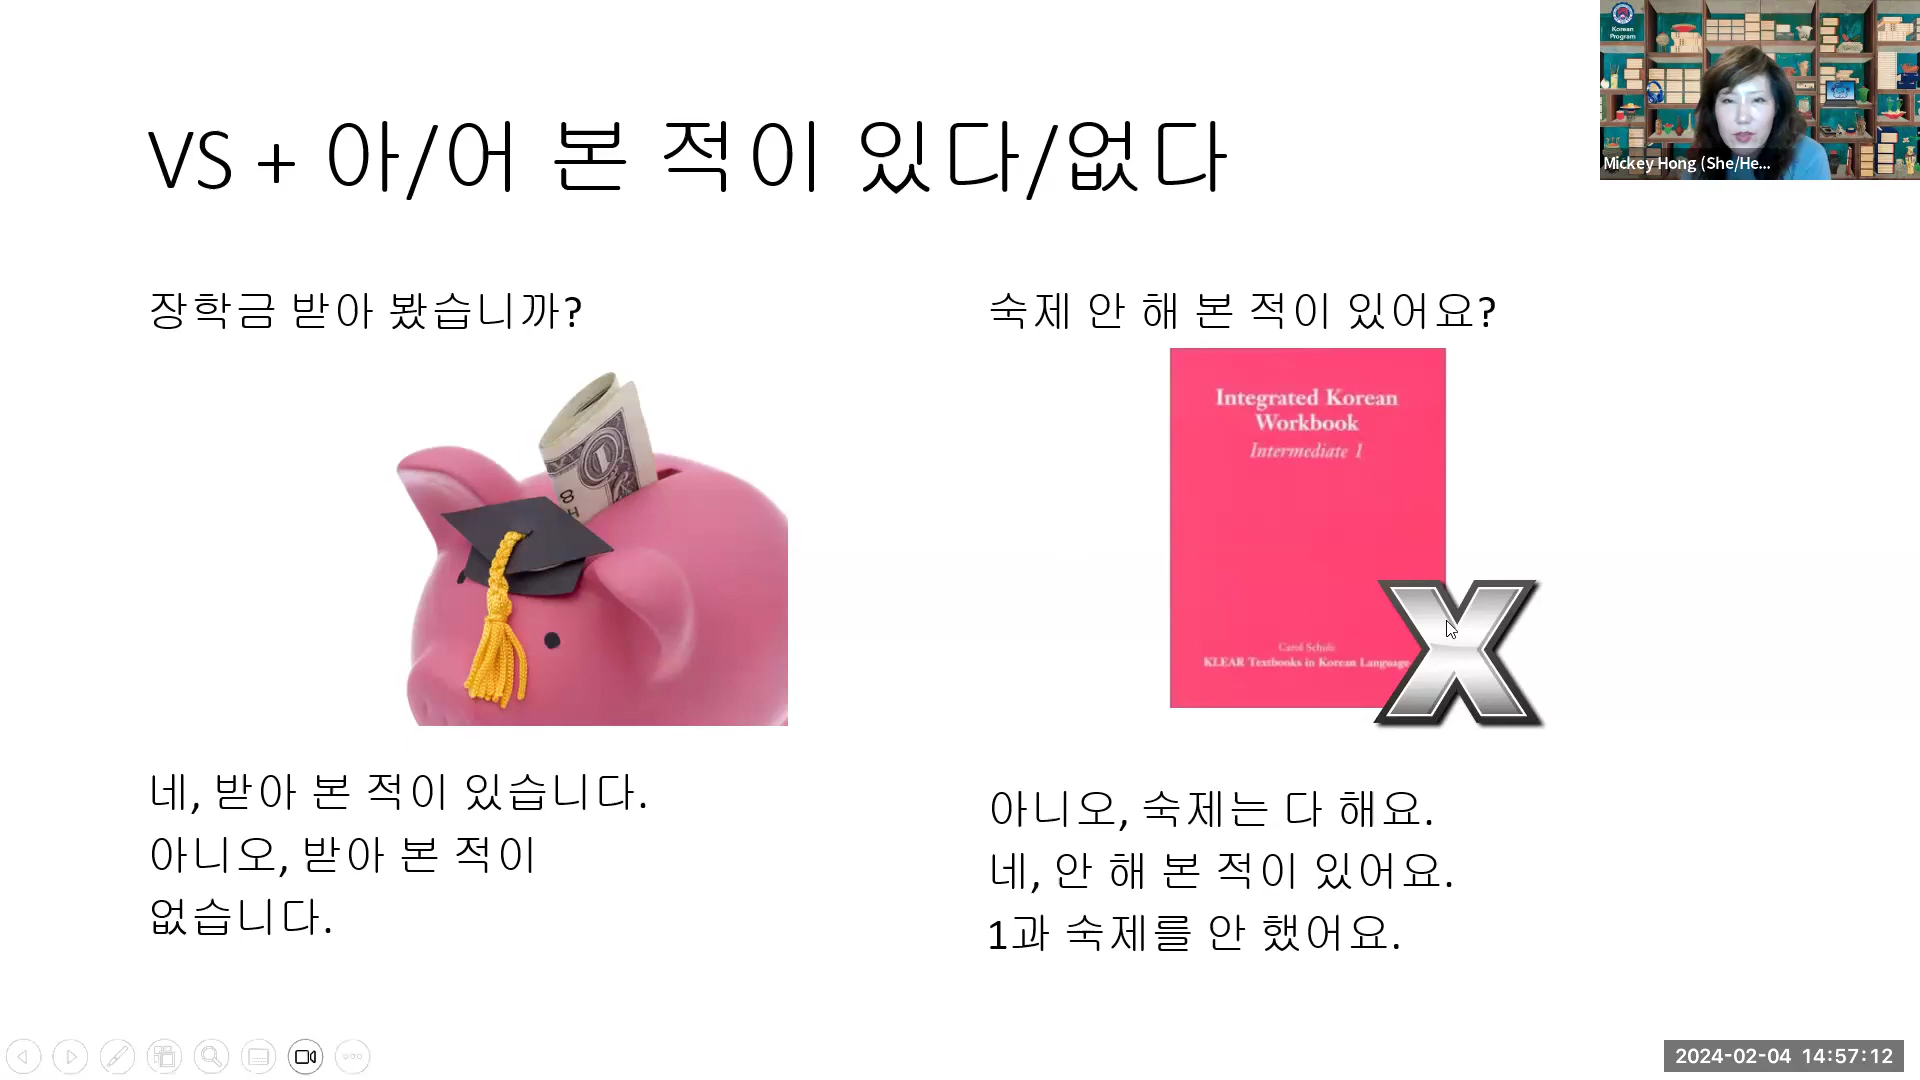 Korean
Program
Mickey Hong (She/He...
VS + 아/어 본 적이 있다/없다
장학금 받아 봤습니까?
네, 받아 본 적이 있습니다.
아니오, 받아 본 적이
없습니다.
숙제 안 해 본 적이 있어요?
Integrated Korean
Workbook
Intermediate 1
Carol Schulz
KLEAR Textbooks in Korean Language
아니오, 숙제는 다 해요.
네, 안 해 본 적이 있어요.
1과 숙제를 안 했어요.
2024-02-04 14:57:12